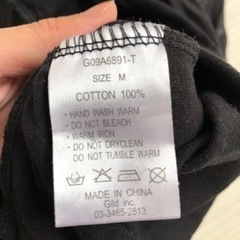 G09A6891-T
SIZE M
COTTON 100%
・HAND WASH WARM
・DO NOT BLEACH
・WARM IRON
・DO NOT DRYCLEAN
DO NOT TUMBLE WARM
MADE IN CHINA
Gild inc.
03-3465-2813